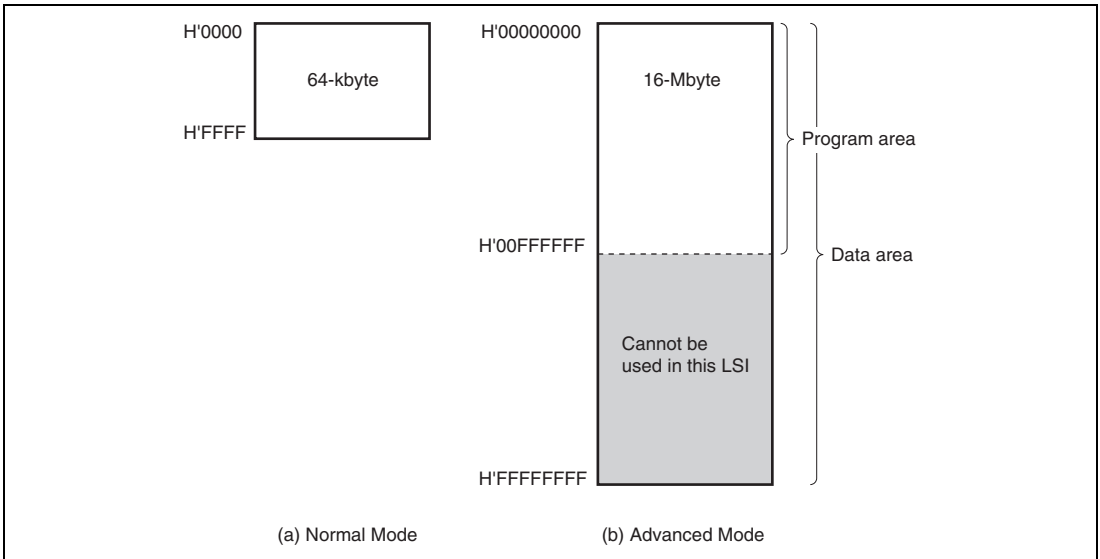 H'0000
64-kbyte
H'FFFF
H'00000000
16-Mbyte
Program area
H'00FFFFFF
Data area
Cannot be
used in this LSI
H'FFFFFFFF
(a) Normal Mode
(b) Advanced Mode